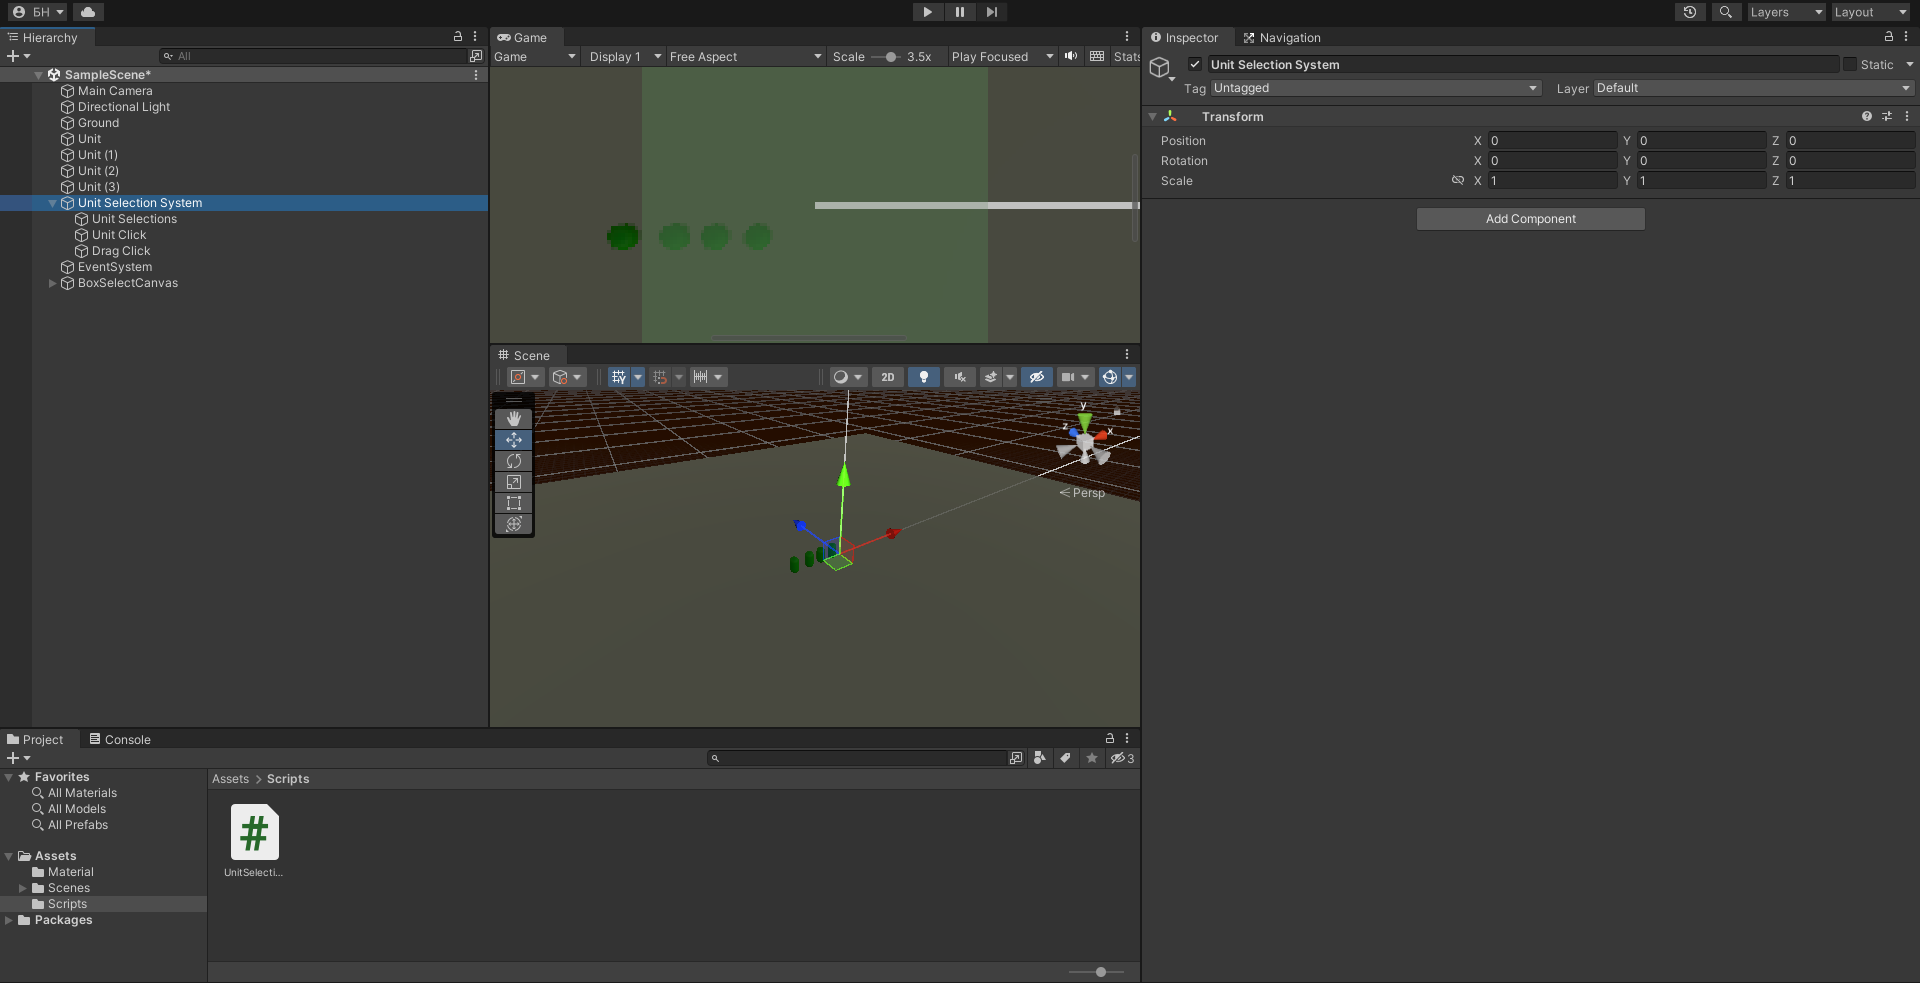 БН
Layers
Layout
Hierarchy
All
SampleScene*
Main Camera
Directional Light
Ground
Unit
Unit (1)
Unit (2)
Unit (3)
Unit Selection System
Unit Selections
Unit Click
Drag Click
EventSystem
BoxSelectCanvas
Game
Game Display 1 Free Aspect Scale 3.5x Play Focused Stats
Scene
2D
y
z x
Persp
Inspector Navigation
Unit Selection System Static
Tag Untagged Layer Default
Transform
Position X 0 Y 0 Z 0
Rotation X 0 Y 0 Z 0
Scale X 1 Y 1 Z 1
Add Component
Project Console
3
Favorites
All Materials
All Models
All Prefabs
Assets
Material
Scenes
Scripts
Packages
Assets > Scripts
#
UnitSelecti...